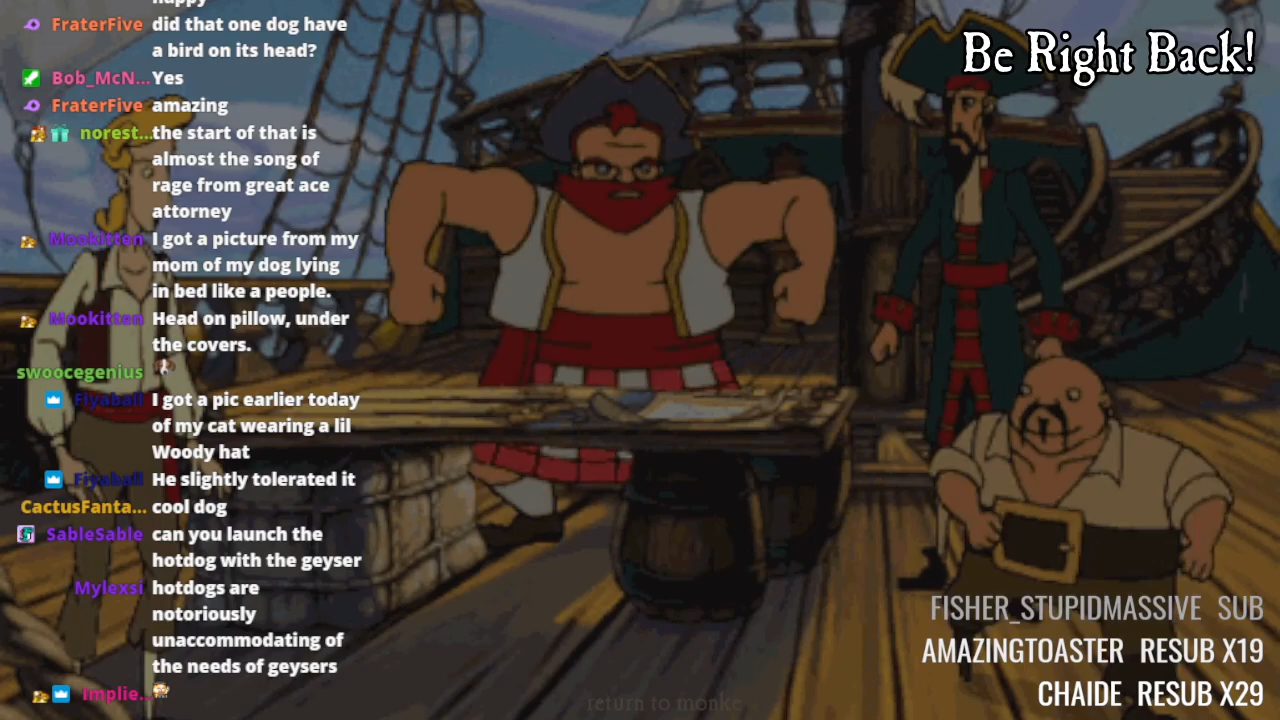 happy
FraterFive did that one dog have
a bird on its head?
Bob_McN... Yes
FraterFive amazing
norest... the start of that is
almost the song of
rage from great ace
attorney
Mookitten I got a picture from my
mom of my dog lying
in bed like a people.
Mookitten Head on pillow, under
the covers.
swoocegenius
Fiyaball I got a pic earlier today
of my cat wearing a lil
Woody hat
Fiyaball He slightly tolerated it
CactusFanta... cool dog
SableSable can you launch the
hotdog with the geyser
Mylexsi hotdogs are
notoriously
unaccommodating of
the needs of geysers
Implie...
Be Right Back!
FISHER_STUPIDMASSIVE SUB
AMAZINGTOASTER RESUB X19
CHAIDE RESUB X29
return to monke